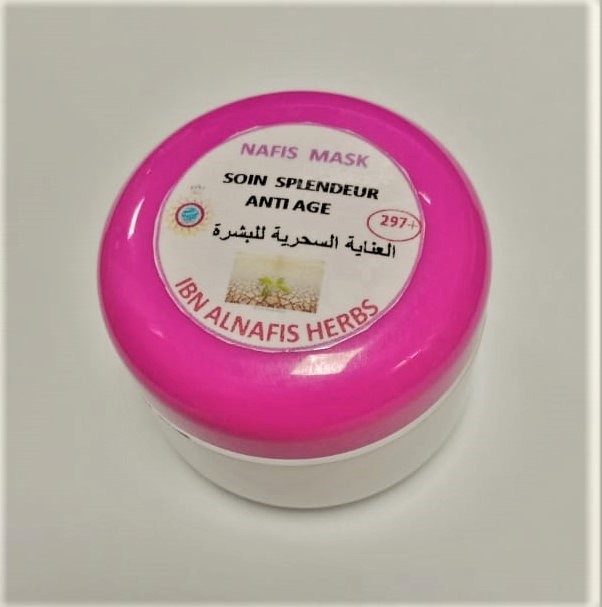 NAFIS MASK
SOIN SPLENDEUR
ANTI AGE
297+
العناية السحرية للبشرة
IBN ALNAFIS HERBS